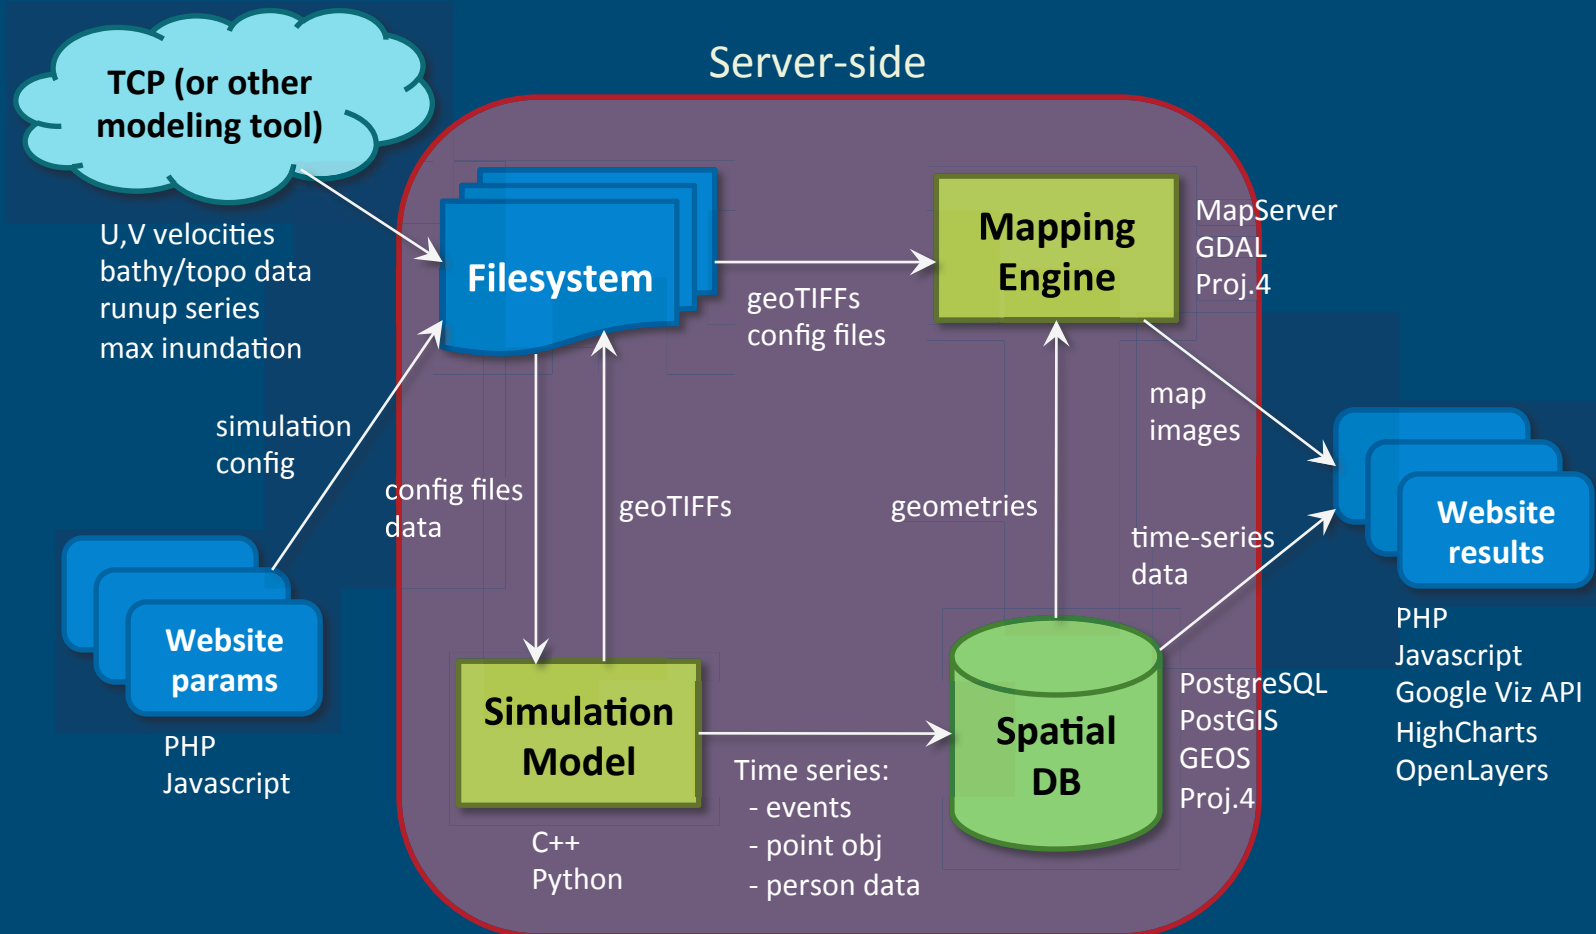 Server-side
TCP (or other
modeling tool)
U,V velocities
bathy/topo data
runup series
max inundation
Filesystem
geoTIFFs
config files
Mapping
Engine
MapServer
GDAL
Proj.4
simulation
config
config files
data
geoTIFFs
geometries
map
images
time-series
data
Website
results
PHP
Javascript
Google Viz API
HighCharts
OpenLayers
Website
params
PHP
Javascript
Simulation
Model
C++
Python
Time series:
- events
- point obj
- person data
Spatial
DB
PostgreSQL
PostGIS
GEOS
Proj.4